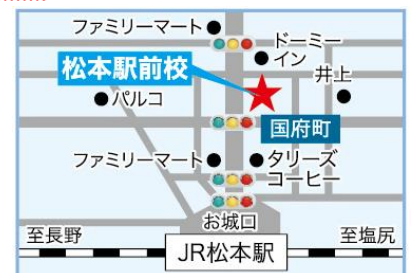 ファミリーマート
ドーミー
イン
松本駅前校
井上
パルコ
国府町
ファミリーマート
タリーズ
コーヒー
お城口
至長野
JR松本駅
至塩尻